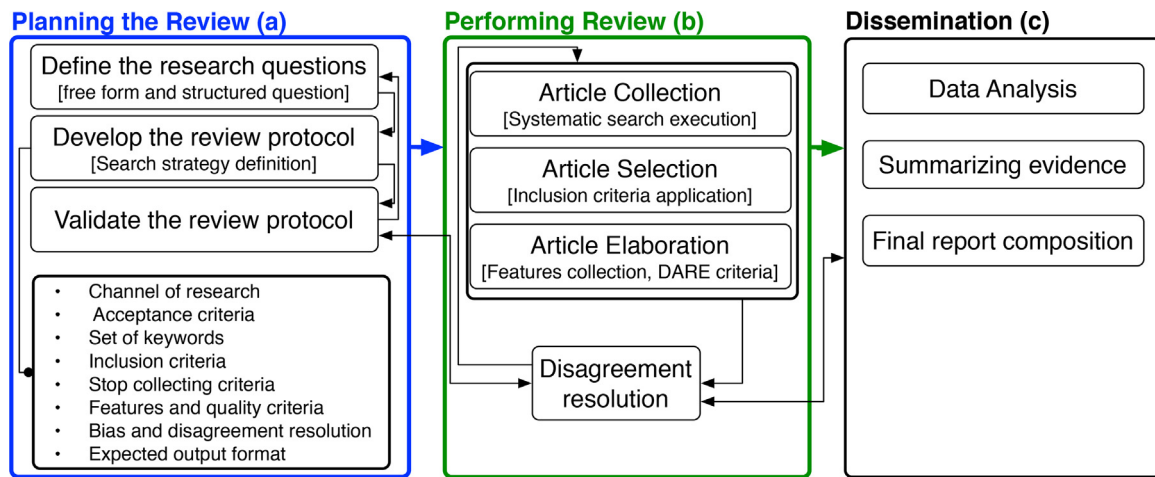 Planning the Review (a)
Define the research questions
[free form and structured question]
Develop the review protocol
[Search strategy definition]
Validate the review protocol
• Channel of research
• Acceptance criteria
• Set of keywords
• Inclusion criteria
• Stop collecting criteria
• Features and quality criteria
• Bias and disagreement resolution
• Expected output format
Performing Review (b)
Article Collection
[Systematic search execution]
Article Selection
[Inclusion criteria application]
Article Elaboration
[Features collection, DARE criteria]
Disagreement
resolution
Dissemination (c)
Data Analysis
Summarizing evidence
Final report composition